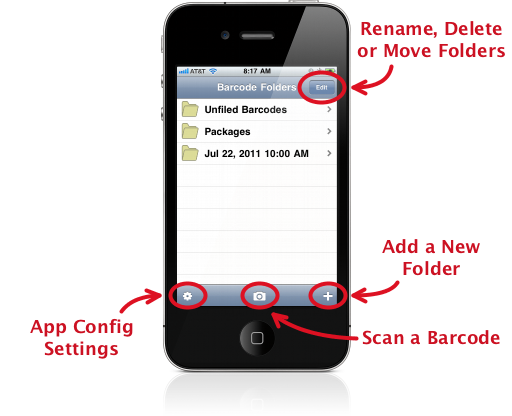 Rename, Delete
or Move Folders
AT&T 8:17 AM
Barcode Folders Edit
Unfiled Barcodes
Packages
Jul 22, 2011 10:00 AM
Add a New
Folder
App Config
Settings
Scan a Barcode